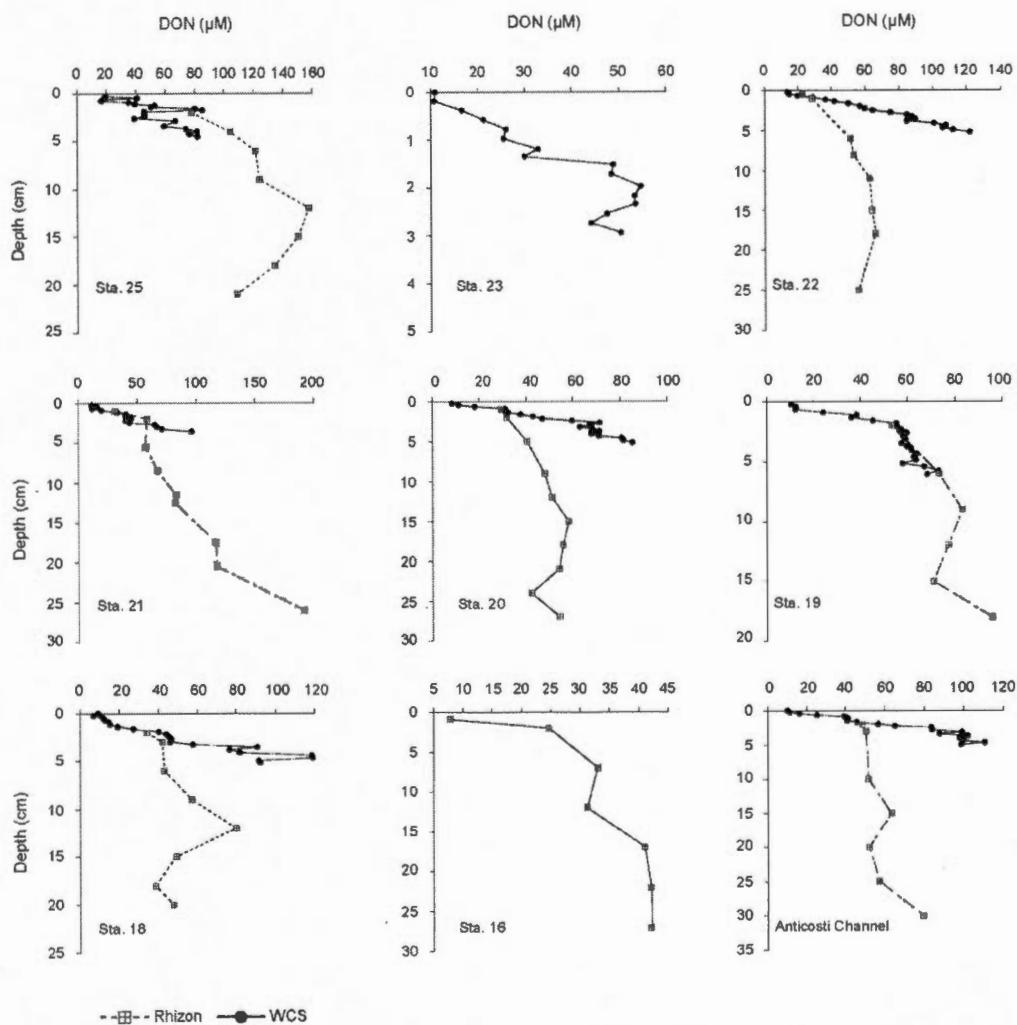 DON (µM) DON (µM) DON (µM)
0 20 40 60 80 100 120 140 160
10 20 30 40 50 60
0 20 40 60 80 100 120 140
Depth (cm)
0
5
10
15
20
25
Sta. 25
0
1
2
3
4
5
Sta. 23
0
5
10
15
20
25
30
Sta. 22
0 50 100 150 200
0 20 40 60 80 100
0 20 40 60 80 100
Depth (cm)
0
5
10
15
20
25
30
Sta. 21
0
5
10
15
20
25
30
Sta. 20
0
5
10
15
20
Sta. 19
0 20 40 60 80 100 120
5 10 15 20 25 30 35 40 45
0 20 40 60 80 100 120
Depth (cm)
0
5
10
15
20
25
Sta. 18
0
5
10
15
20
25
30
Sta. 16
0
5
10
15
20
25
30
35
Anticosti Channel
Rhizon WCS